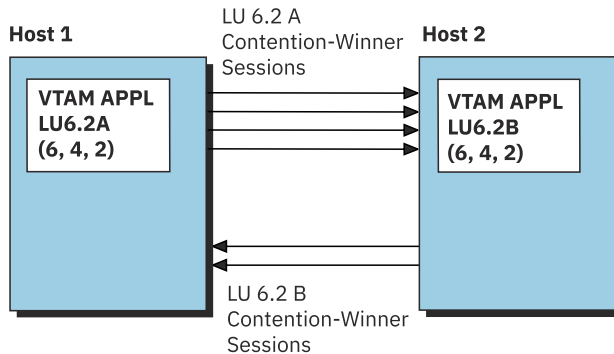 LU 6.2 A
Contention-Winner
Sessions
Host 1
Host 2
VTAM APPL
LU6.2A
(6, 4, 2)
VTAM APPL
LU6.2B
(6, 4, 2)
LU 6.2 B
Contention-Winner
Sessions